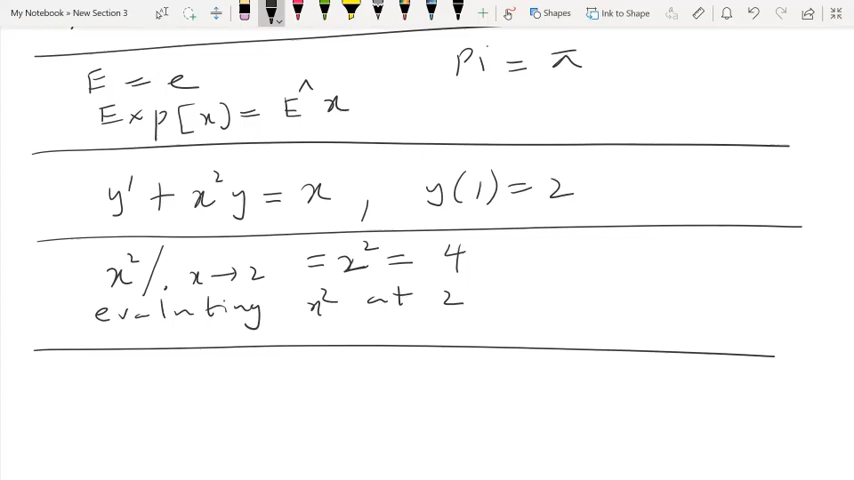 My Notebook » New Section 3
Shapes
Ink to Shape
E = e
Pi = π
Exp[x] = E^x
y' + x²y = x , y(1) = 2
x² /. x → 2 = 2² = 4
evaluating x² at 2